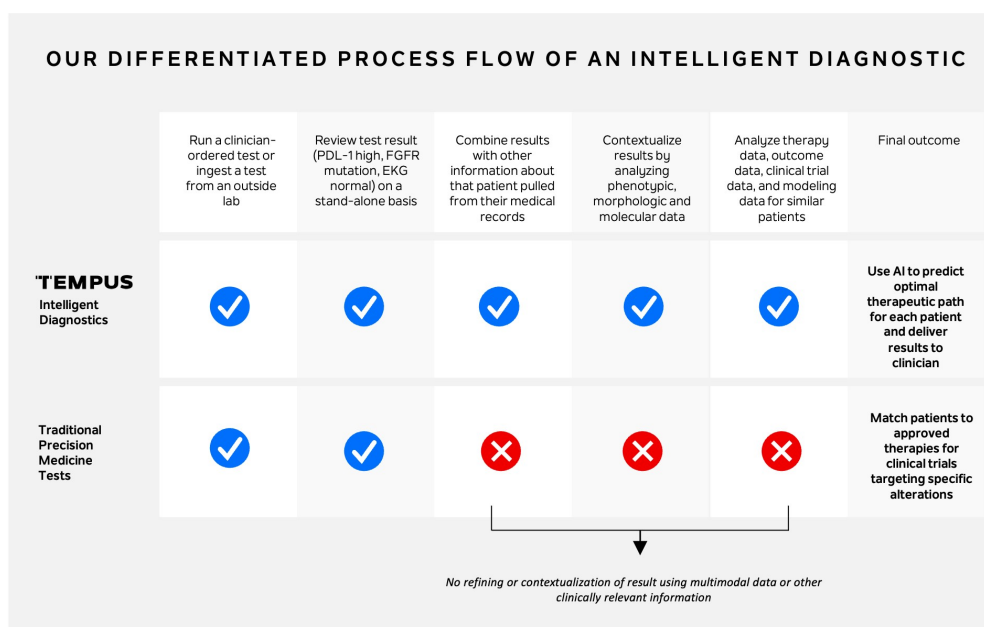 OUR DIFFERENTIATED PROCESS FLOW OF AN INTELLIGENT DIAGNOSTIC
Run a clinician-
ordered test or
ingest a test
from an outside
lab
Review test result
(PDL-1 high, FGFR
mutation, EKG
normal) on a
stand-alone basis
Combine results
with other
information about
that patient pulled
from their medical
records
Contextualize
results by
analyzing
phenotypic,
morphologic and
molecular data
Analyze therapy
data, outcome
data, clinical trial
data, and modeling
data for similar
patients
Final outcome
TEMPUS
Intelligent
Diagnostics
Use AI to predict
optimal
therapeutic path
for each patient
and deliver
results to
clinician
Traditional
Precision
Medicine
Tests
Match patients to
approved
therapies for
clinical trials
targeting specific
alterations
No refining or contextualization of result using multimodal data or other
clinically relevant information